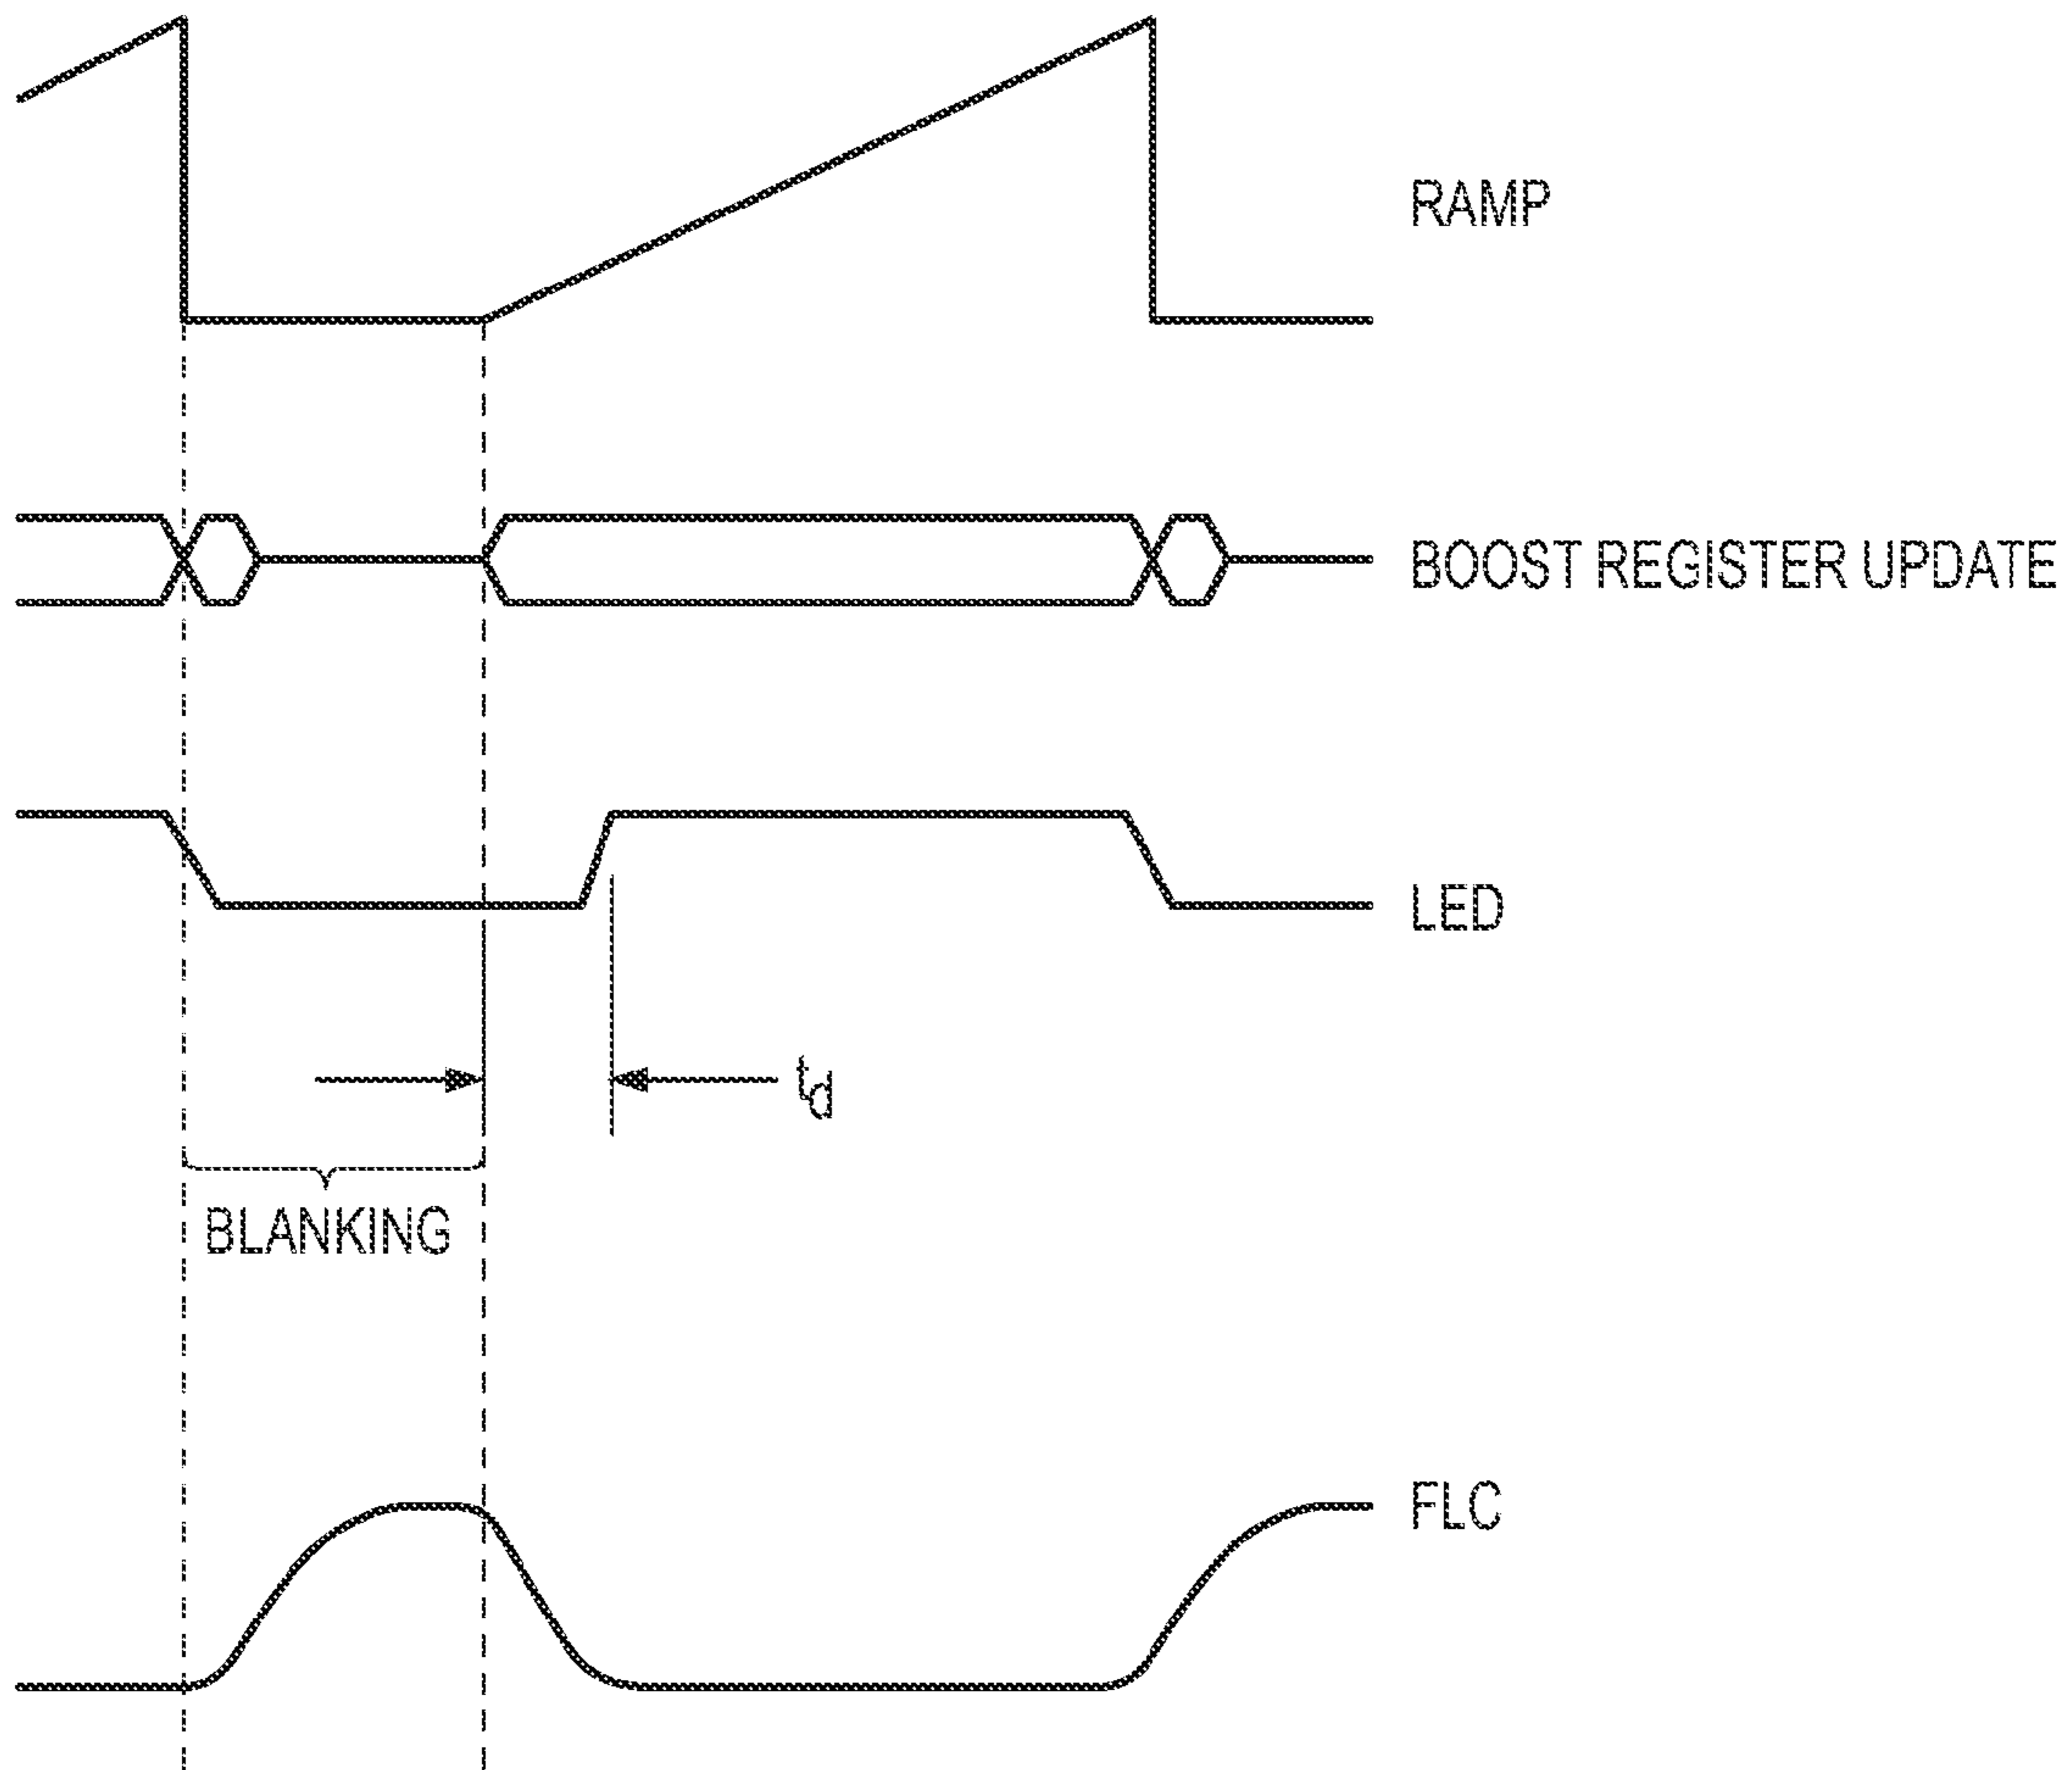 RAMP
BOOST REGISTER UPDATE
LED
td
BLANKING
FLC